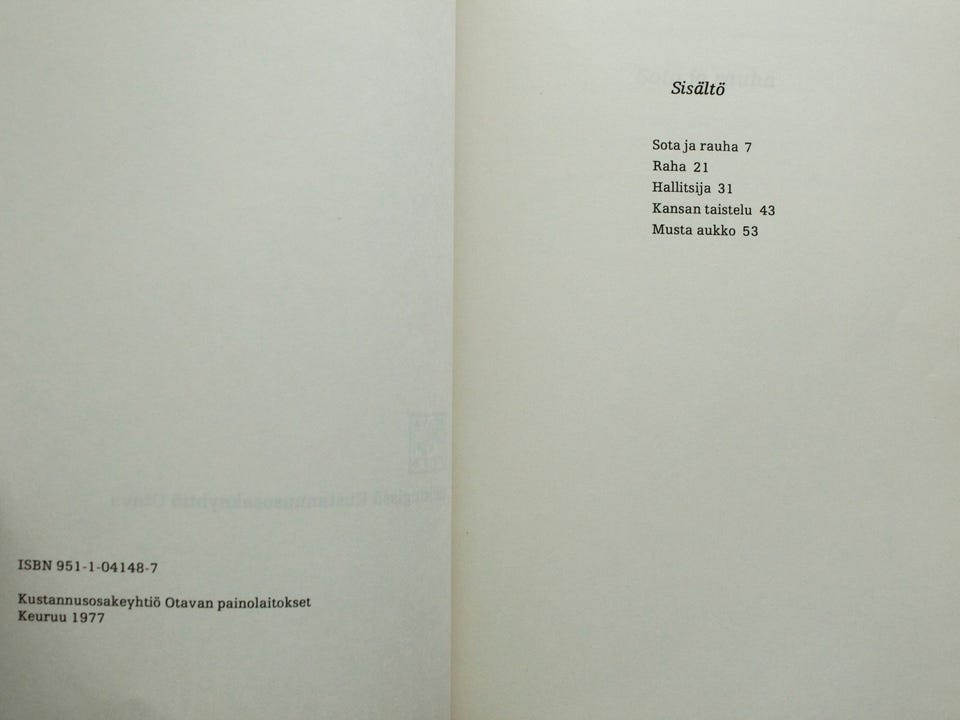 ISBN 951-1-04148-7
Kustannusosakeyhtiö Otavan painolaitokset
Keuruu 1977
Sisältö
Sota ja rauha 7
Raha 21
Hallitsija 31
Kansan taistelu 43
Musta aukko 53